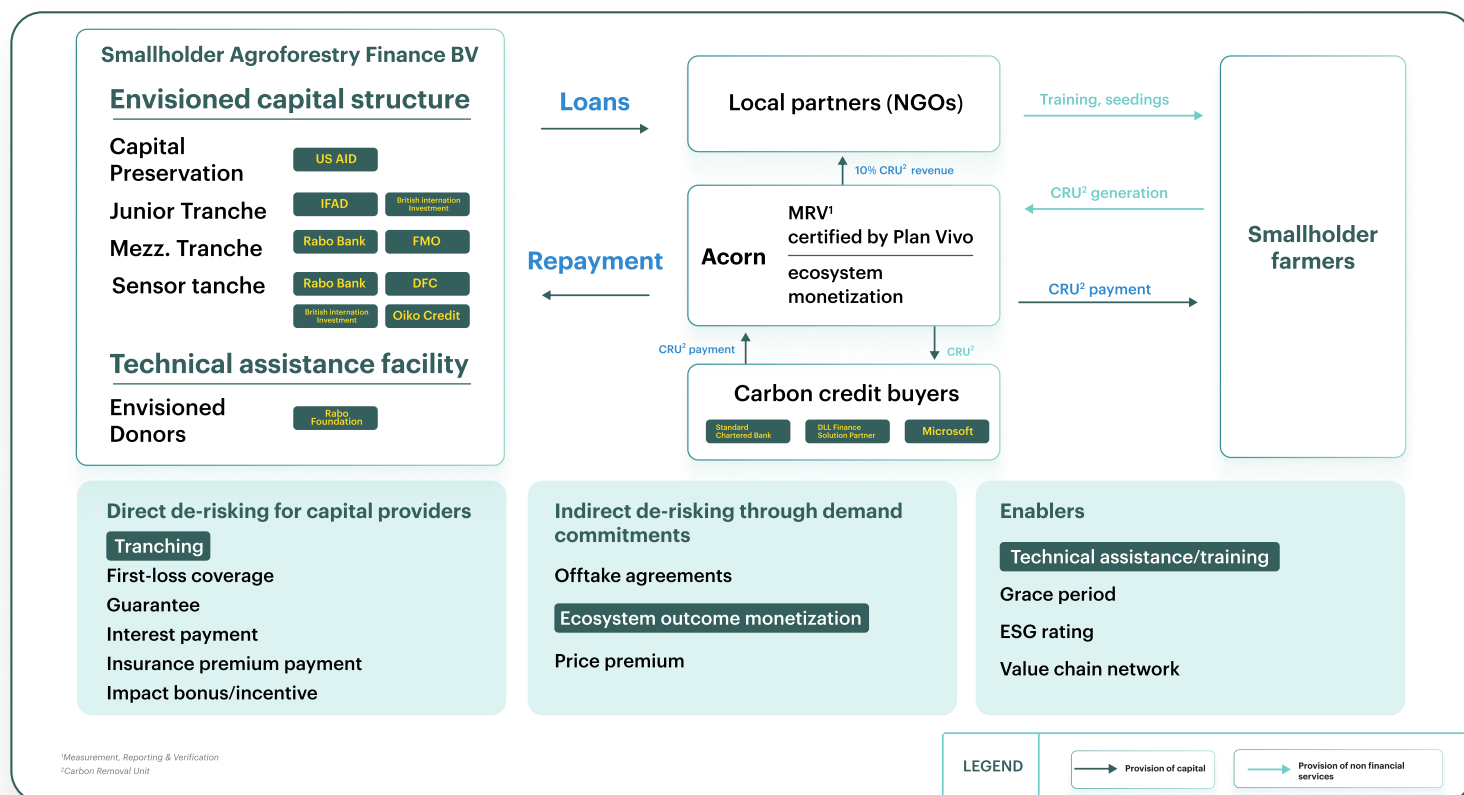 Smallholder Agroforestry Finance BV
Envisioned capital structure
Capital
Preservation
US AID
Junior Tranche
IFAD
British internation
Investment
Mezz. Tranche
Rabo Bank
FMO
Sensor tanche
Rabo Bank
DFC
British internation
Investment
Oiko Credit
Technical assistance facility
Envisioned
Donors
Rabo
Foundation
Loans
Repayment
Local partners (NGOs)
10% CRU² revenue
Acorn
MRV¹
certified by Plan Vivo
ecosystem
monetization
CRU² payment
CRU²
Carbon credit buyers
Standard
Chartered Bank
DLL Finance
Solution Partner
Microsoft
Training, seedings
CRU² generation
CRU² payment
Smallholder
farmers
Direct de-risking for capital providers
Tranching
First-loss coverage
Guarantee
Interest payment
Insurance premium payment
Impact bonus/incentive
Indirect de-risking through demand
commitments
Offtake agreements
Ecosystem outcome monetization
Price premium
Enablers
Technical assistance/training
Grace period
ESG rating
Value chain network
¹Measurement, Reporting & Verification
²Carbon Removal Unit
LEGEND
Provision of capital
Provision of non financial
services